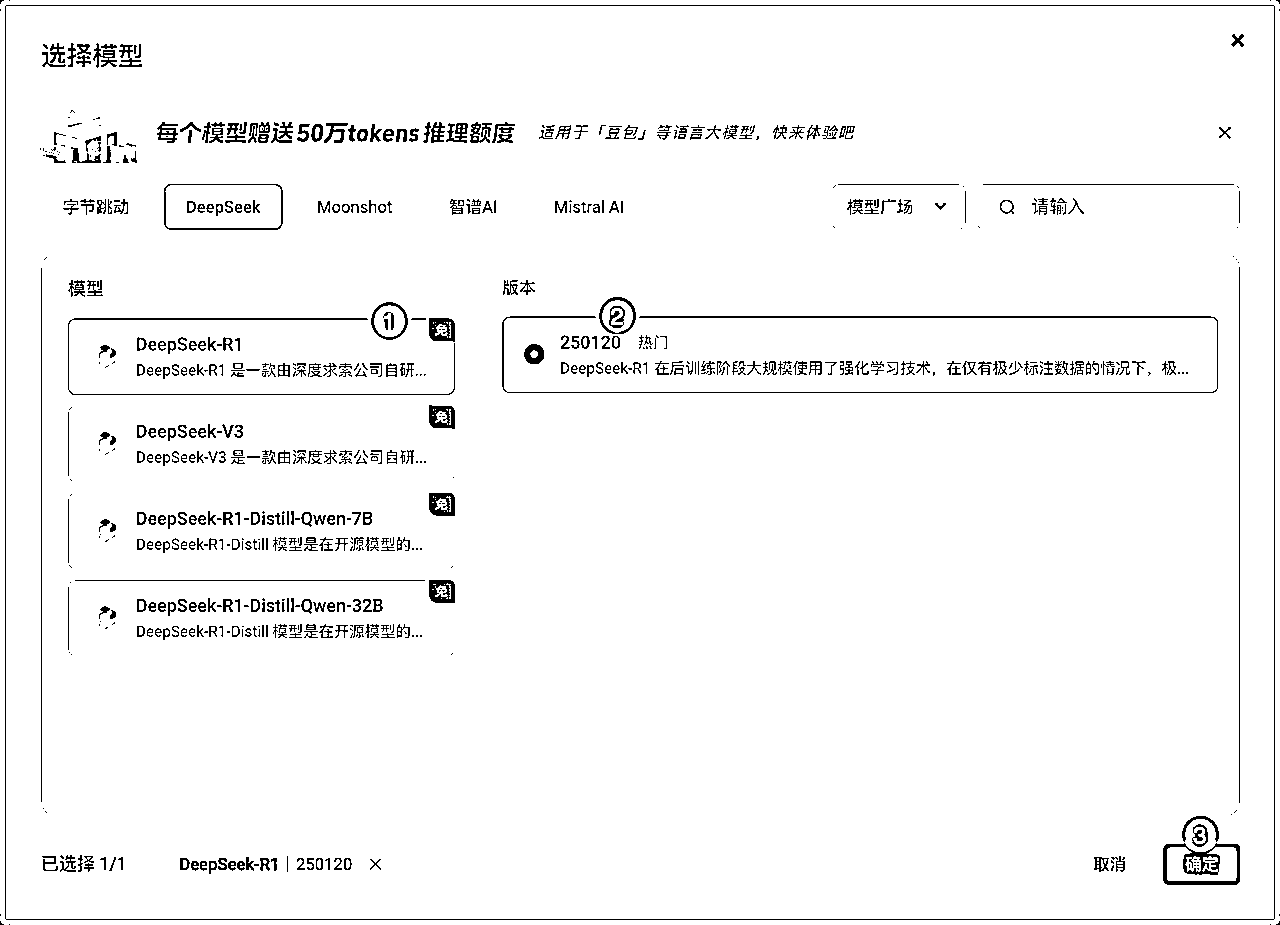 选择模型
每个模型赠送50万tokens推理额度 适用于「豆包」等语言大模型，快来体验吧
字节跳动 DeepSeek Moonshot 智谱AI Mistral AI 模型广场 请输入
模型
①
免
DeepSeek-R1
DeepSeek-R1 是一款由深度求索公司自研...
免
DeepSeek-V3
DeepSeek-V3 是一款由深度求索公司自研...
免
DeepSeek-R1-Distill-Qwen-7B
DeepSeek-R1-Distill 模型是在开源模型的...
免
DeepSeek-R1-Distill-Qwen-32B
DeepSeek-R1-Distill 模型是在开源模型的...
版本
②
250120 热门
DeepSeek-R1 在后训练阶段大规模使用了强化学习技术，在仅有极少标注数据的情况下，极...
已选择 1/1 DeepSeek-R1 | 250120
取消
③
确定